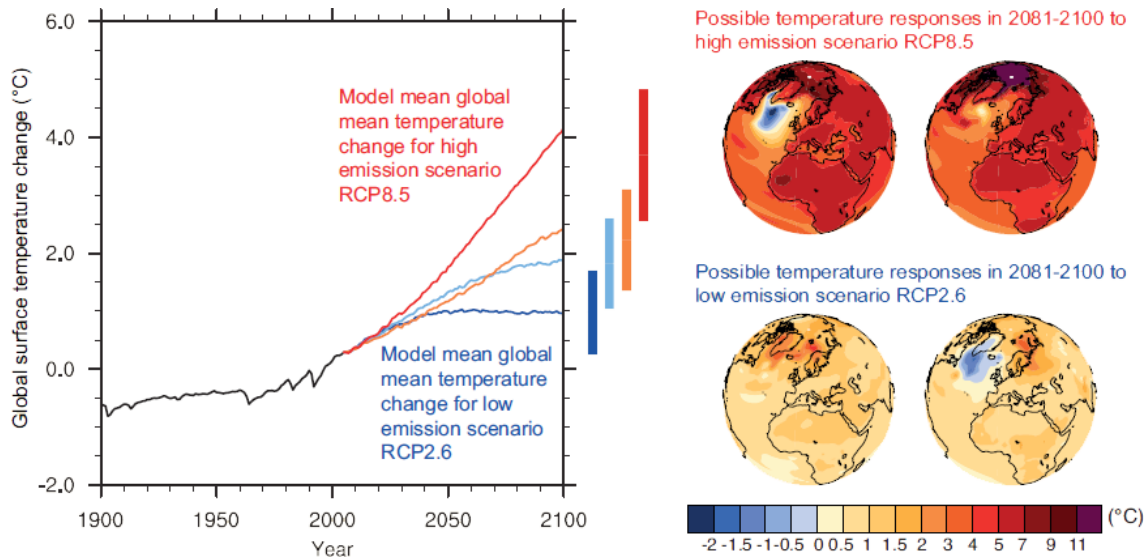 Global surface temperature change (°C)
6.0
4.0
2.0
0.0
-2.0
1900
1950
2000
2050
2100
Year
Model mean global
mean temperature
change for high
emission scenario
RCP8.5
Model mean global
mean temperature
change for low
emission scenario
RCP2.6
Possible temperature responses in 2081-2100 to
high emission scenario RCP8.5
Possible temperature responses in 2081-2100 to
low emission scenario RCP2.6
-2 -1.5 -1 -0.5 0 0.5 1 1.5 2 3 4 5 7 9 11 (°C)